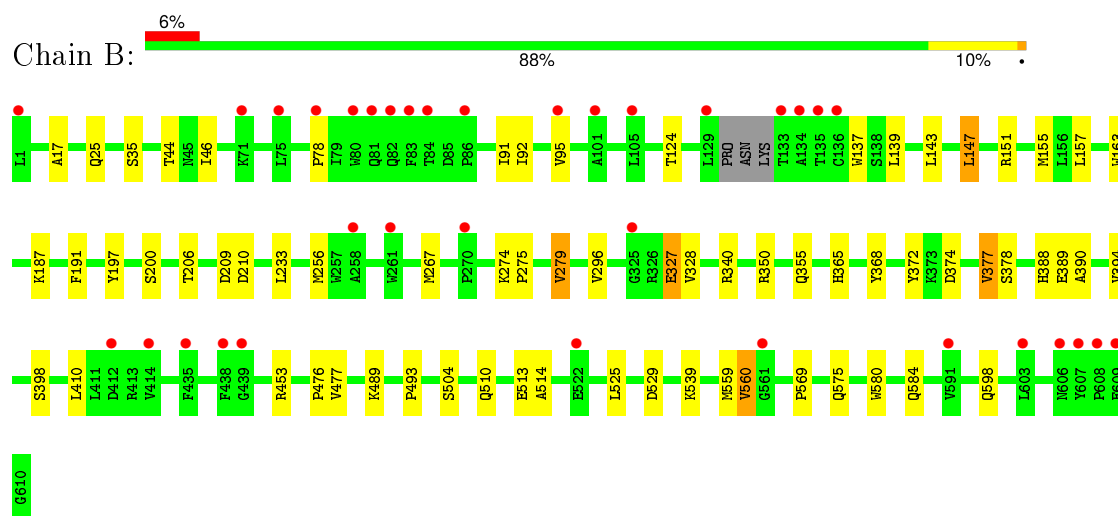 6%
Chain B:
88% 10% •
L1 A17 Q25 S35 T44 N45 I46 K71 L75 P78 I79 W80 Q81 Q82 F83 T84 D85 P86 I91 I92 V95 A101 L105 T124 L129 PRO ASN LYS T133 A134 T135 C136 W137 S138 L139 L143 L147 R151 M155 L156 L157 W163
K187 F191 Y197 S200 T206 D209 D210 L233 M256 W257 A258 W261 M267 P270 K274 P275 V279 V296 G325 R326 E327 V328 R340 R350 Q355 H365 Y368 Y372 K373 D374 V377 S378 H388 E389 A390
S398 L410 L411 D412 R413 V414 F435 F438 G439 R453 P476 V477 K489 P493 S504 Q510 E513 A514 E522 L525 D529 K539 M559 V560 G561 P569 Q575 W580 Q584 V591 Q598 L603 N606 Y607 P608
G610